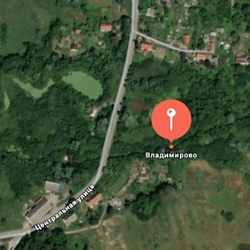 Владимирово
Центральная улица